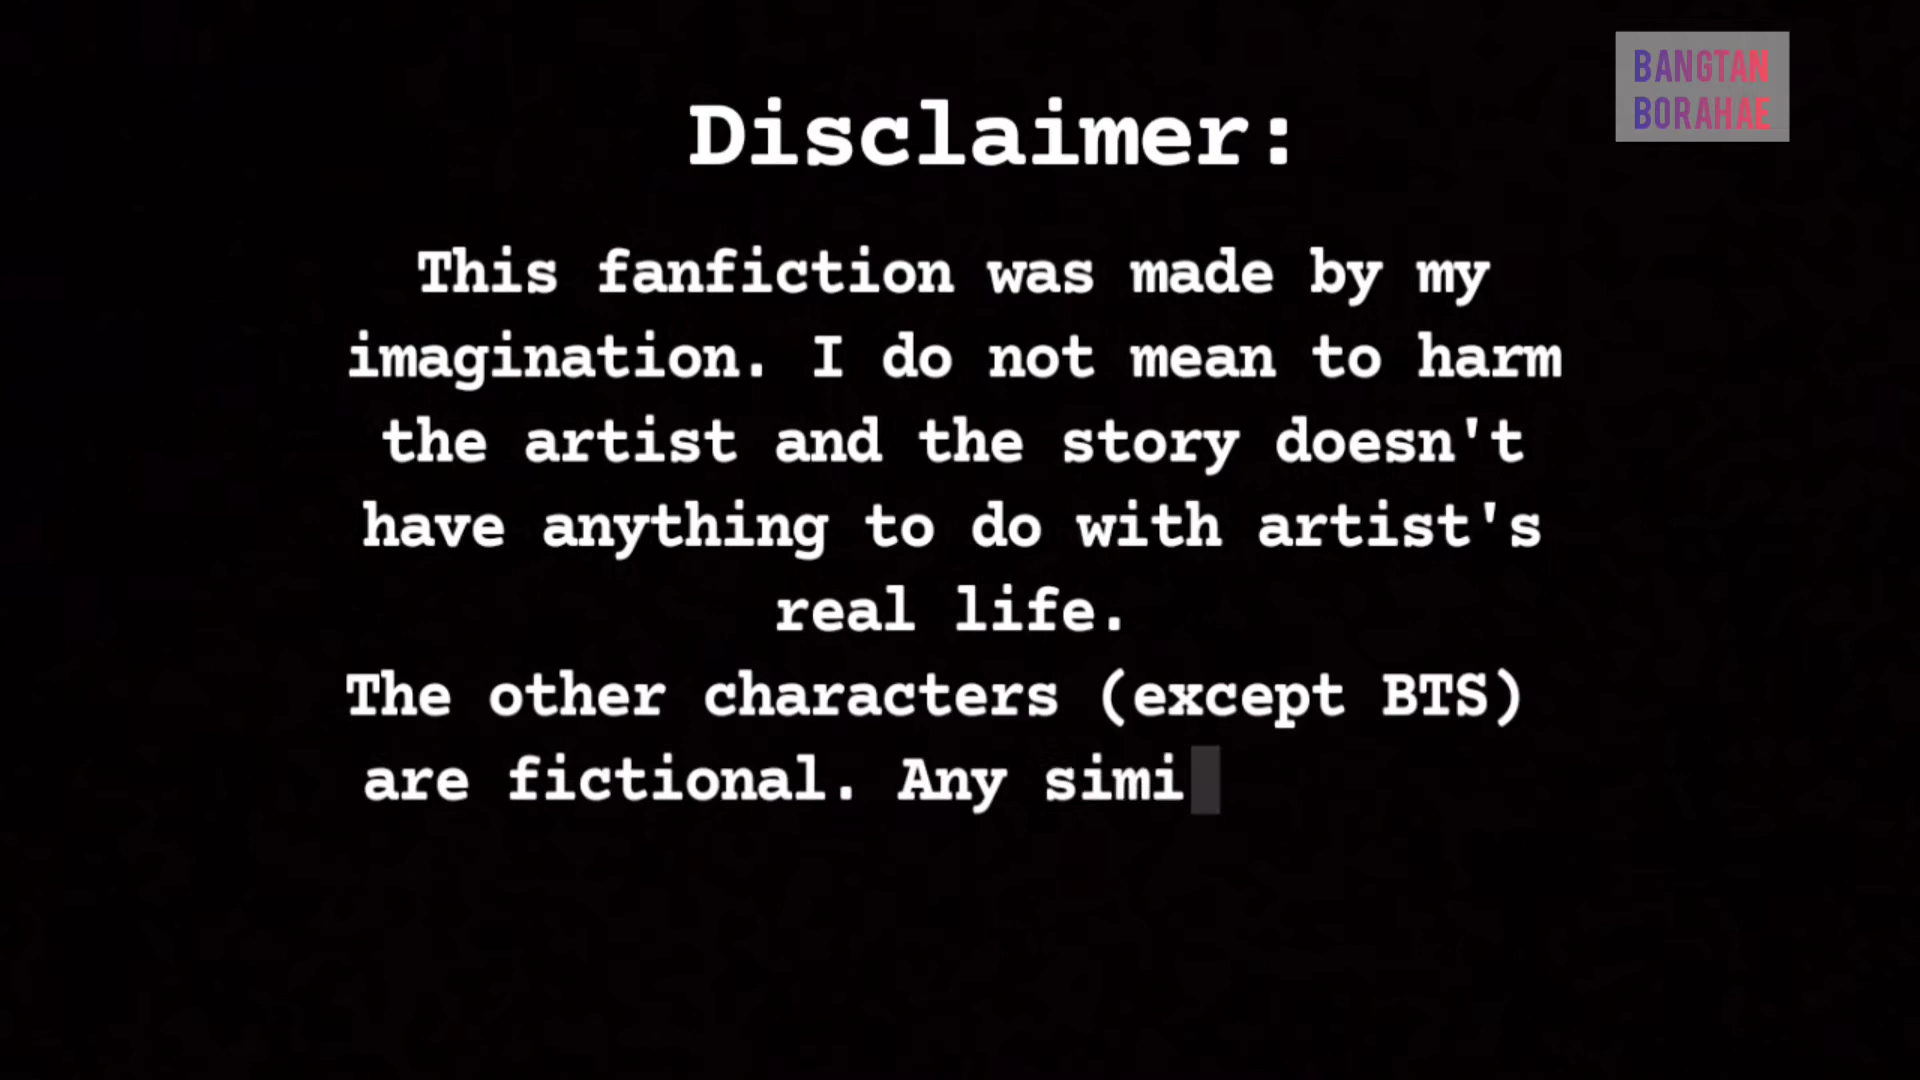 BANGTAN
BORAHAE
Disclaimer:
This fanfiction was made by my
imagination. I do not mean to harm
the artist and the story doesn't
have anything to do with artist's
real life.
The other characters (except BTS)
are fictional. Any simi